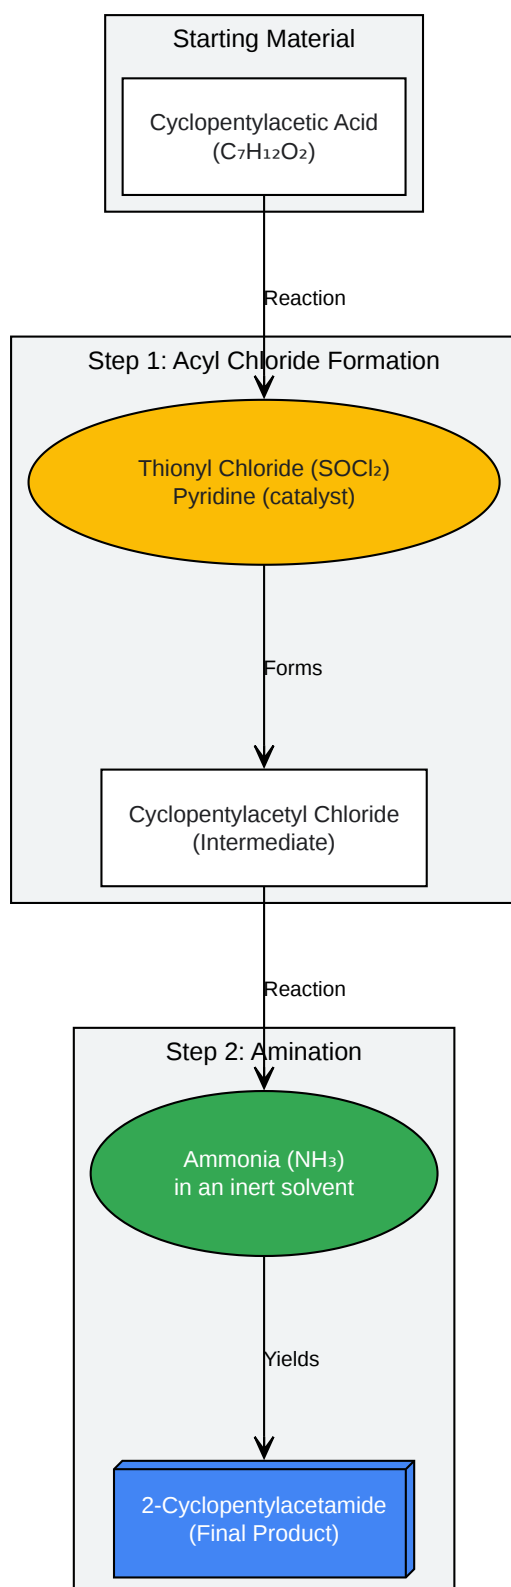 Starting Material
Cyclopentylacetic Acid
(C₇H₁₂O₂)
Reaction
Step 1: Acyl Chloride Formation
Thionyl Chloride (SOCl₂)
Pyridine (catalyst)
Forms
Cyclopentylacetyl Chloride
(Intermediate)
Reaction
Step 2: Amination
Ammonia (NH₃)
in an inert solvent
Yields
2-Cyclopentylacetamide
(Final Product)